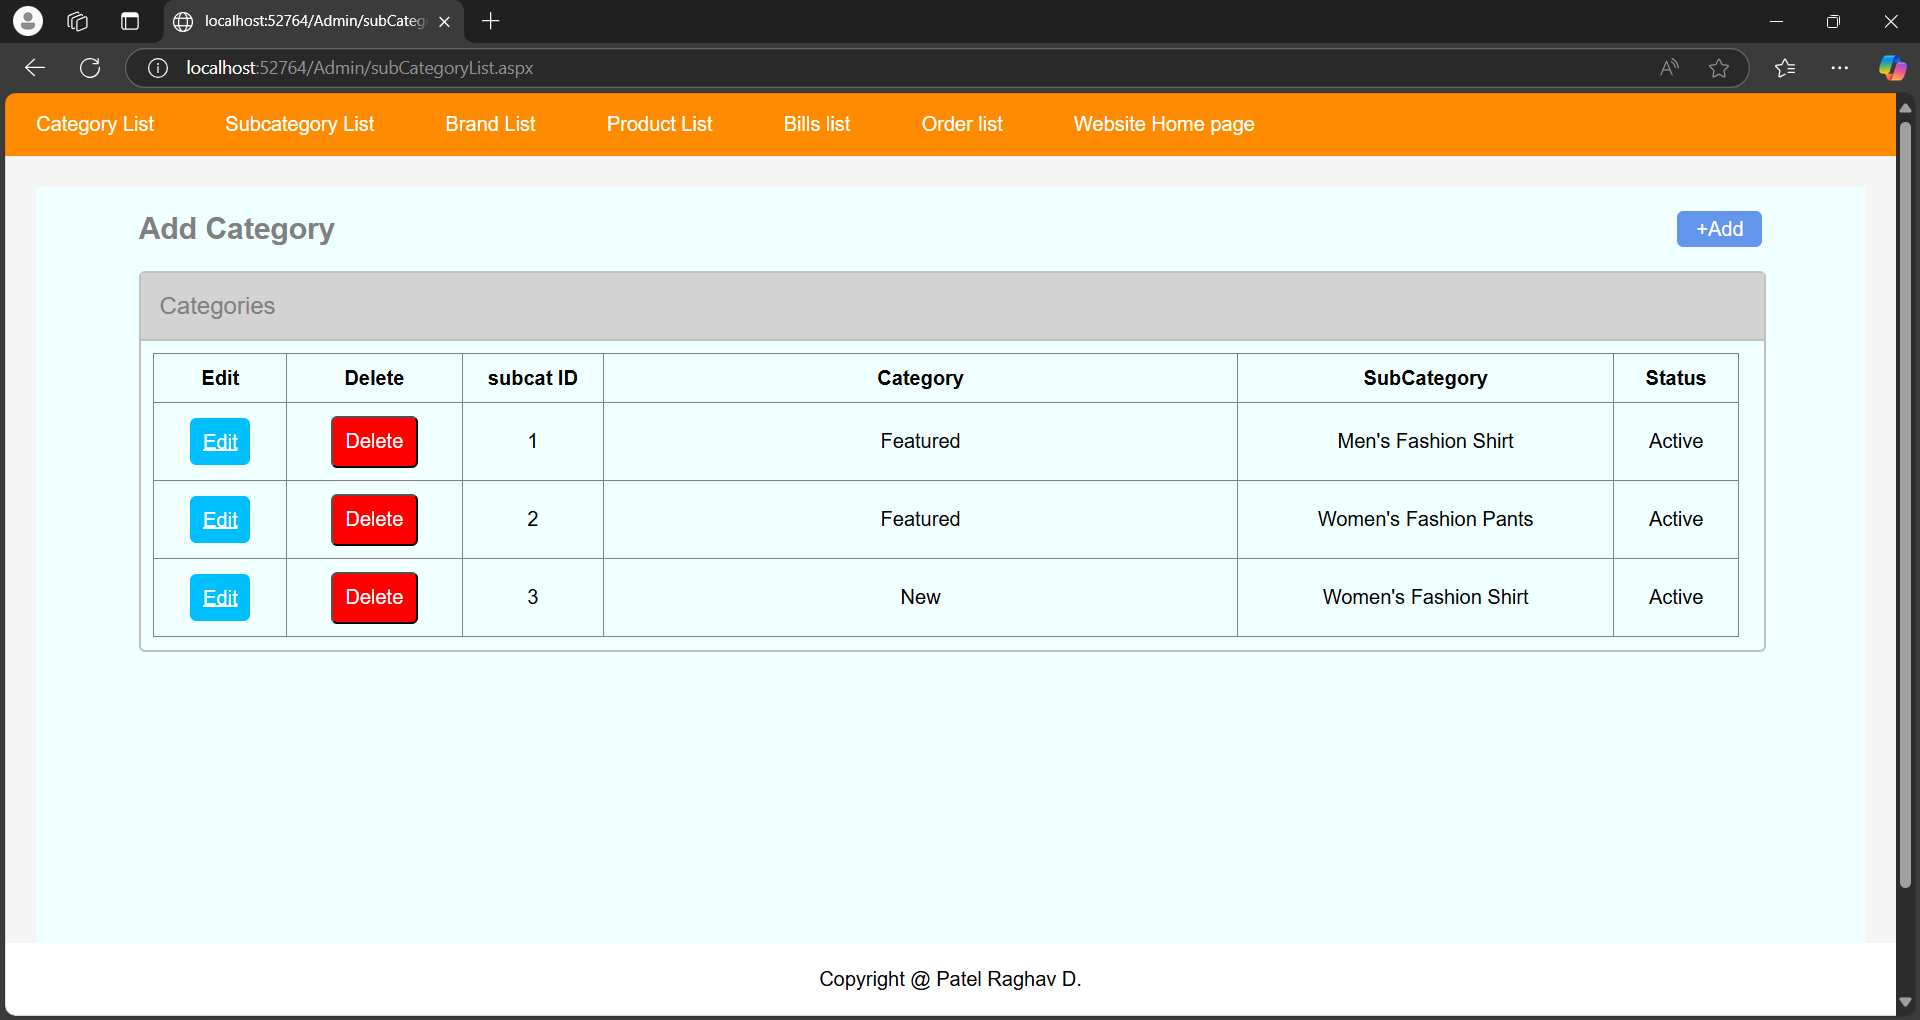 localhost:52764/Admin/subCateg
localhost:52764/Admin/subCategoryList.aspx
Category List Subcategory List Brand List Product List Bills list Order list Website Home page
Add Category +Add
Categories
Edit Delete subcat ID Category SubCategory Status
Edit Delete 1 Featured Men's Fashion Shirt Active
Edit Delete 2 Featured Women's Fashion Pants Active
Edit Delete 3 New Women's Fashion Shirt Active
Copyright @ Patel Raghav D.